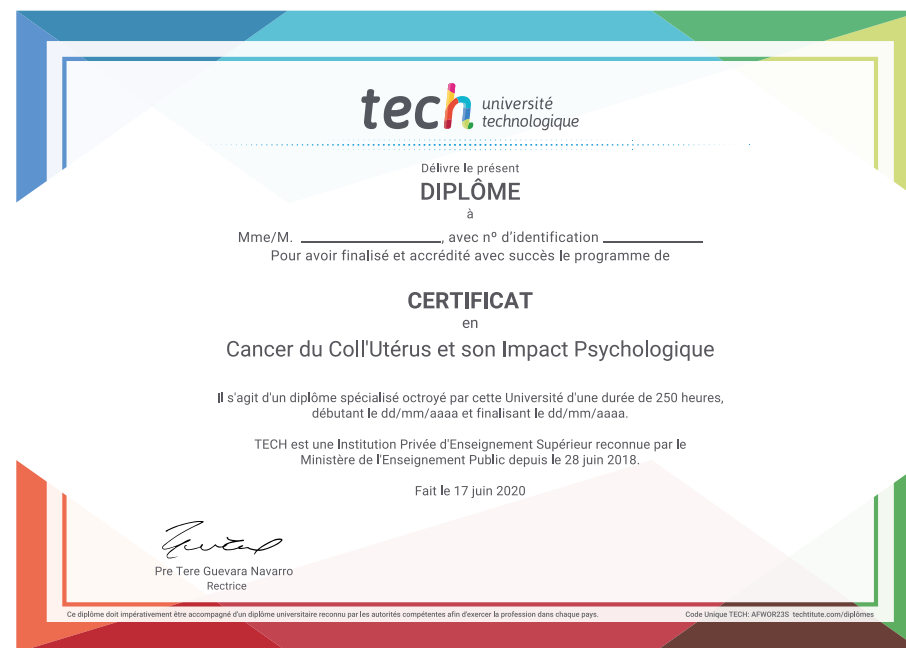 tech université
technologique
Délivre le présent
DIPLÔME
à
Mme/M. ____________________, avec nº d'identification ______________
Pour avoir finalisé et accrédité avec succès le programme de
CERTIFICAT
en
Cancer du Coll'Utérus et son Impact Psychologique
Il s'agit d'un diplôme spécialisé octroyé par cette Université d'une durée de 250 heures,
débutant le dd/mm/aaaa et finalisant le dd/mm/aaaa.
TECH est une Institution Privée d'Enseignement Supérieur reconnue par le
Ministère de l'Enseignement Public depuis le 28 juin 2018.
Fait le 17 juin 2020
Pre Tere Guevara Navarro
Rectrice
Ce diplôme doit impérativement être accompagné d'un diplôme universitaire reconnu par les autorités compétentes afin d'exercer la profession dans chaque pays. Code Unique TECH: AFWOR23S techtitute.com/diplômes